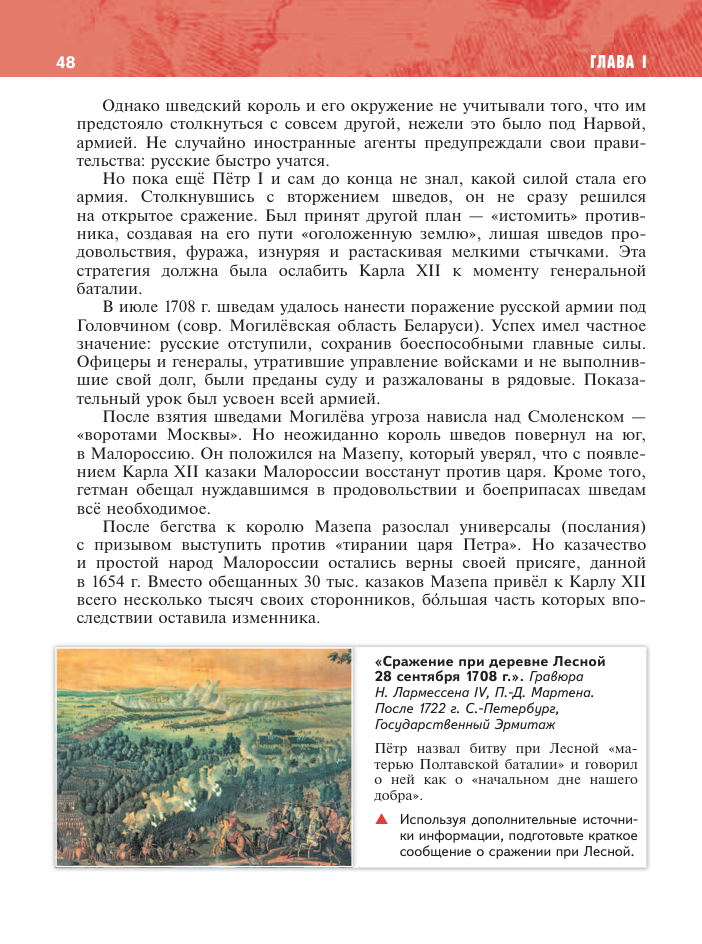 48
ГЛАВА I
Однако шведский король и его окружение не учитывали того, что им
предстояло столкнуться с совсем другой, нежели это было под Нарвой,
армией. Не случайно иностранные агенты предупреждали свои прави-
тельства: русские быстро учатся.
Но пока ещё Пётр I и сам до конца не знал, какой силой стала его
армия. Столкнувшись с вторжением шведов, он не сразу решился
на открытое сражение. Был принят другой план — «истомить» против-
ника, создавая на его пути «оголоженную землю», лишая шведов про-
довольствия, фуража, изнуряя и растаскивая мелкими стычками. Эта
стратегия должна была ослабить Карла XII к моменту генеральной
баталии.
В июле 1708 г. шведам удалось нанести поражение русской армии под
Головчином (совр. Могилёвская область Беларуси). Успех имел частное
значение: русские отступили, сохранив боеспособными главные силы.
Офицеры и генералы, утратившие управление войсками и не выполнив-
шие свой долг, были преданы суду и разжалованы в рядовые. Показа-
тельный урок был усвоен всей армией.
После взятия шведами Могилёва угроза нависла над Смоленском —
«воротами Москвы». Но неожиданно король шведов повернул на юг,
в Малороссию. Он положился на Мазепу, который уверял, что с появле-
нием Карла XII казаки Малороссии восстанут против царя. Кроме того,
гетман обещал нуждавшимся в продовольствии и боеприпасах шведам
всё необходимое.
После бегства к королю Мазепа разослал универсалы (послания)
с призывом выступить против «тирании царя Петра». Но казачество
и простой народ Малороссии остались верны своей присяге, данной
в 1654 г. Вместо обещанных 30 тыс. казаков Мазепа привёл к Карлу XII
всего несколько тысяч своих сторонников, бо́льшая часть которых впо-
следствии оставила изменника.
«Сражение при деревне Лесной
28 сентября 1708 г.». Гравюра
Н. Лармессена IV, П.-Д. Мартена.
После 1722 г. С.-Петербург,
Государственный Эрмитаж
Пётр назвал битву при Лесной «ма-
терью Полтавской баталии» и говорил
о ней как о «начальном дне нашего
добра».
Используя дополнительные источни-
ки информации, подготовьте краткое
сообщение о сражении при Лесной.